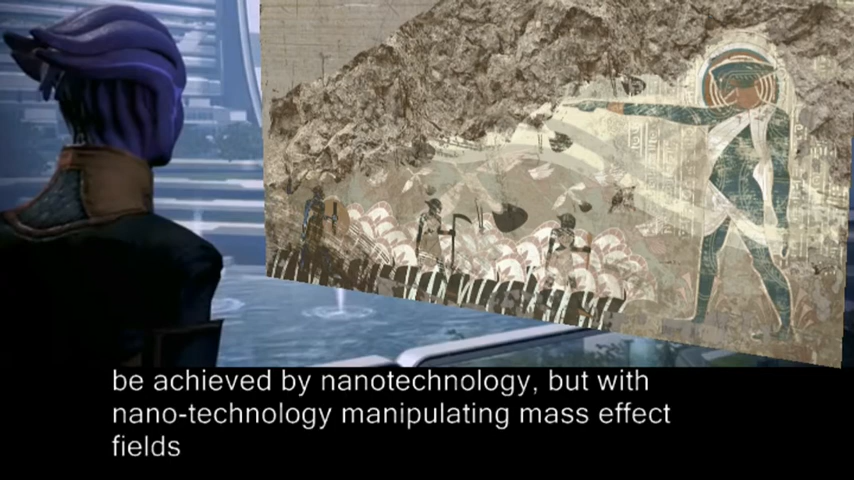 be achieved by nanotechnology, but with
nano-technology manipulating mass effect
fields